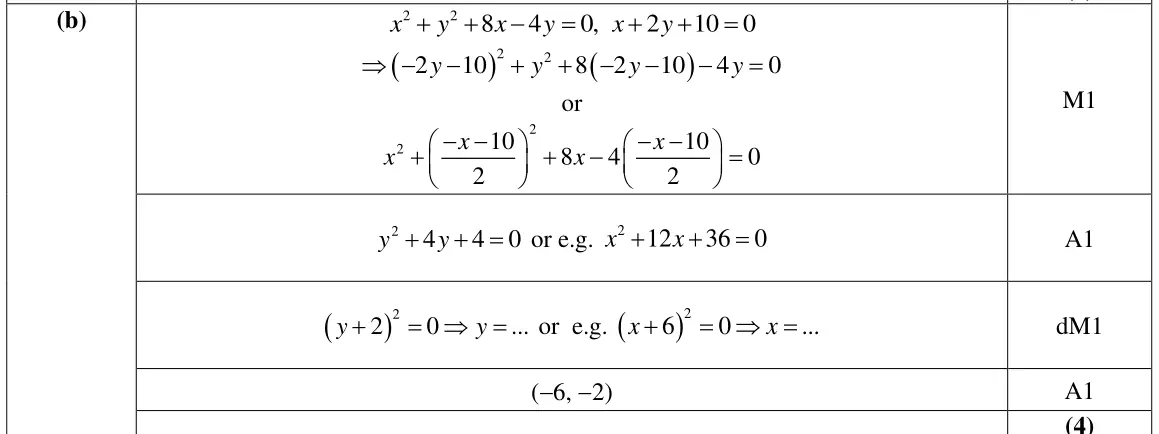 (b)
x² + y² + 8x − 4y = 0, x + 2y + 10 = 0
⇒ (−2y − 10)² + y² + 8(−2y − 10) − 4y = 0
or
x² + ((−x − 10)/2)² + 8x − 4((−x − 10)/2) = 0
M1
y² + 4y + 4 = 0 or e.g. x² + 12x + 36 = 0
A1
(y + 2)² = 0 ⇒ y = ... or e.g. (x + 6)² = 0 ⇒ x = ...
dM1
(−6, −2)
A1
(4)